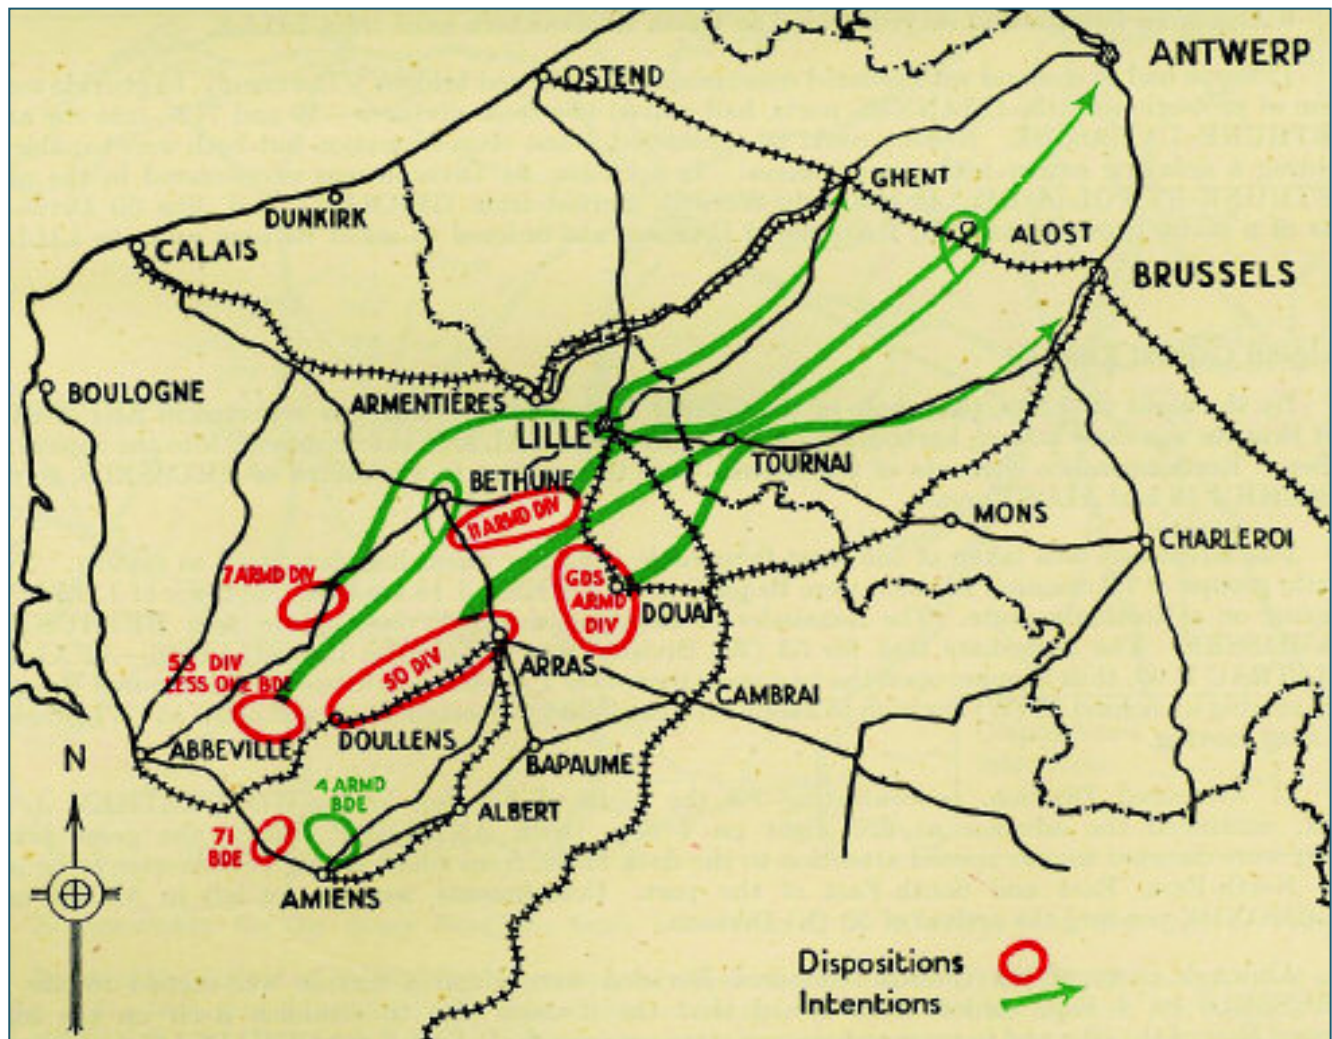 ANTWERP
OSTEND
GHENT
DUNKIRK
ALOST
CALAIS
BRUSSELS
BOULOGNE
ARMENTIÈRES
LILLE
TOURNAI
BETHUNE
11 ARMD DIV
MONS
CHARLEROI
7 ARMD DIV
GDS
ARMD
DIV
DOUAI
53 DIV
LESS ONE BDE
50 DIV
ARRAS
CAMBRAI
ABBEVILLE
DOULLENS
BAPAUME
N
4 ARMD
BDE
ALBERT
71
BDE
AMIENS
Dispositions
Intentions